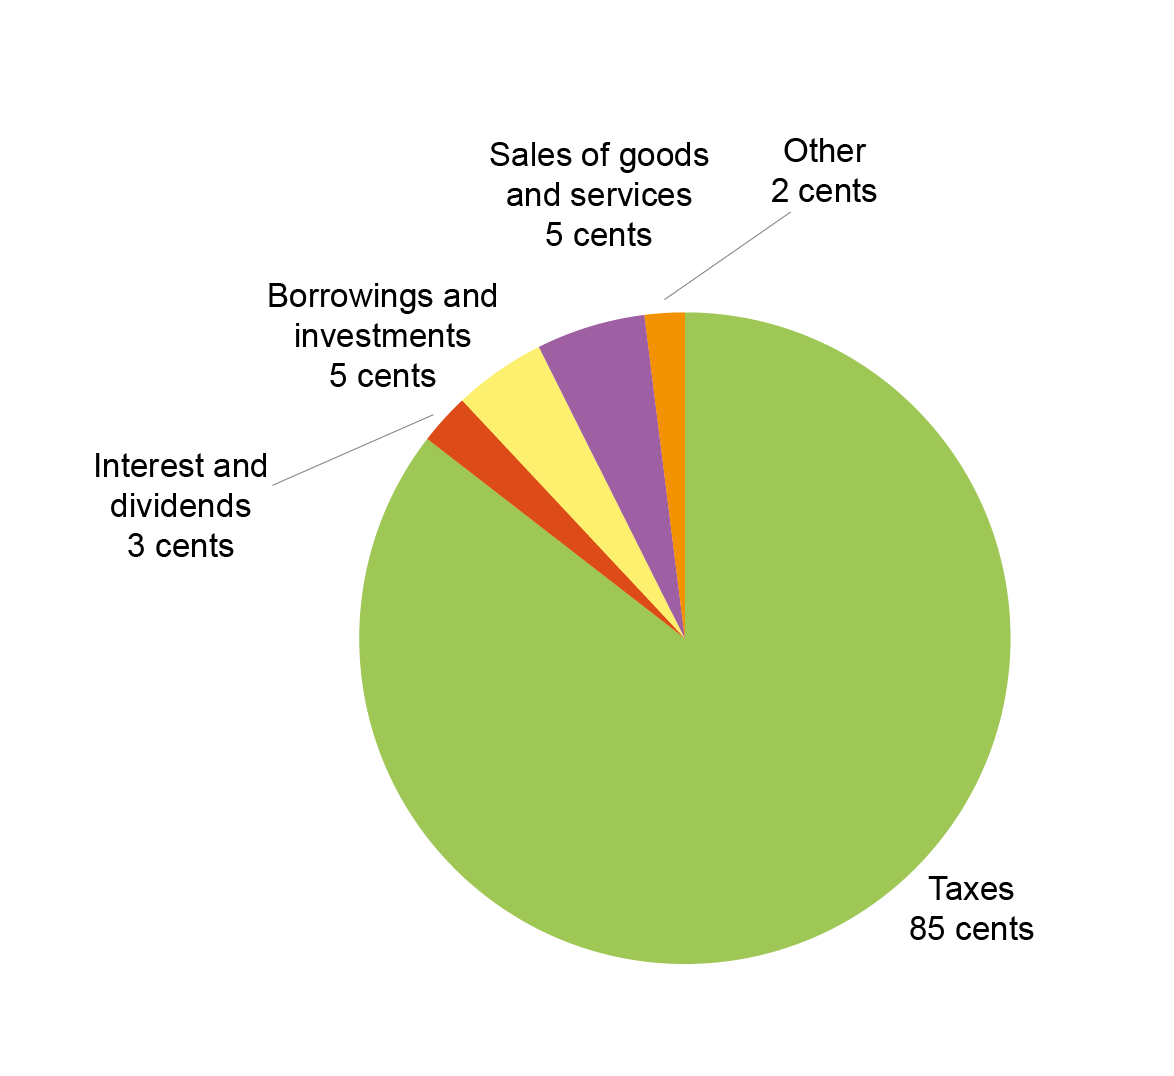 Sales of goods
and services
5 cents
Other
2 cents
Borrowings and
investments
5 cents
Interest and
dividends
3 cents
Taxes
85 cents